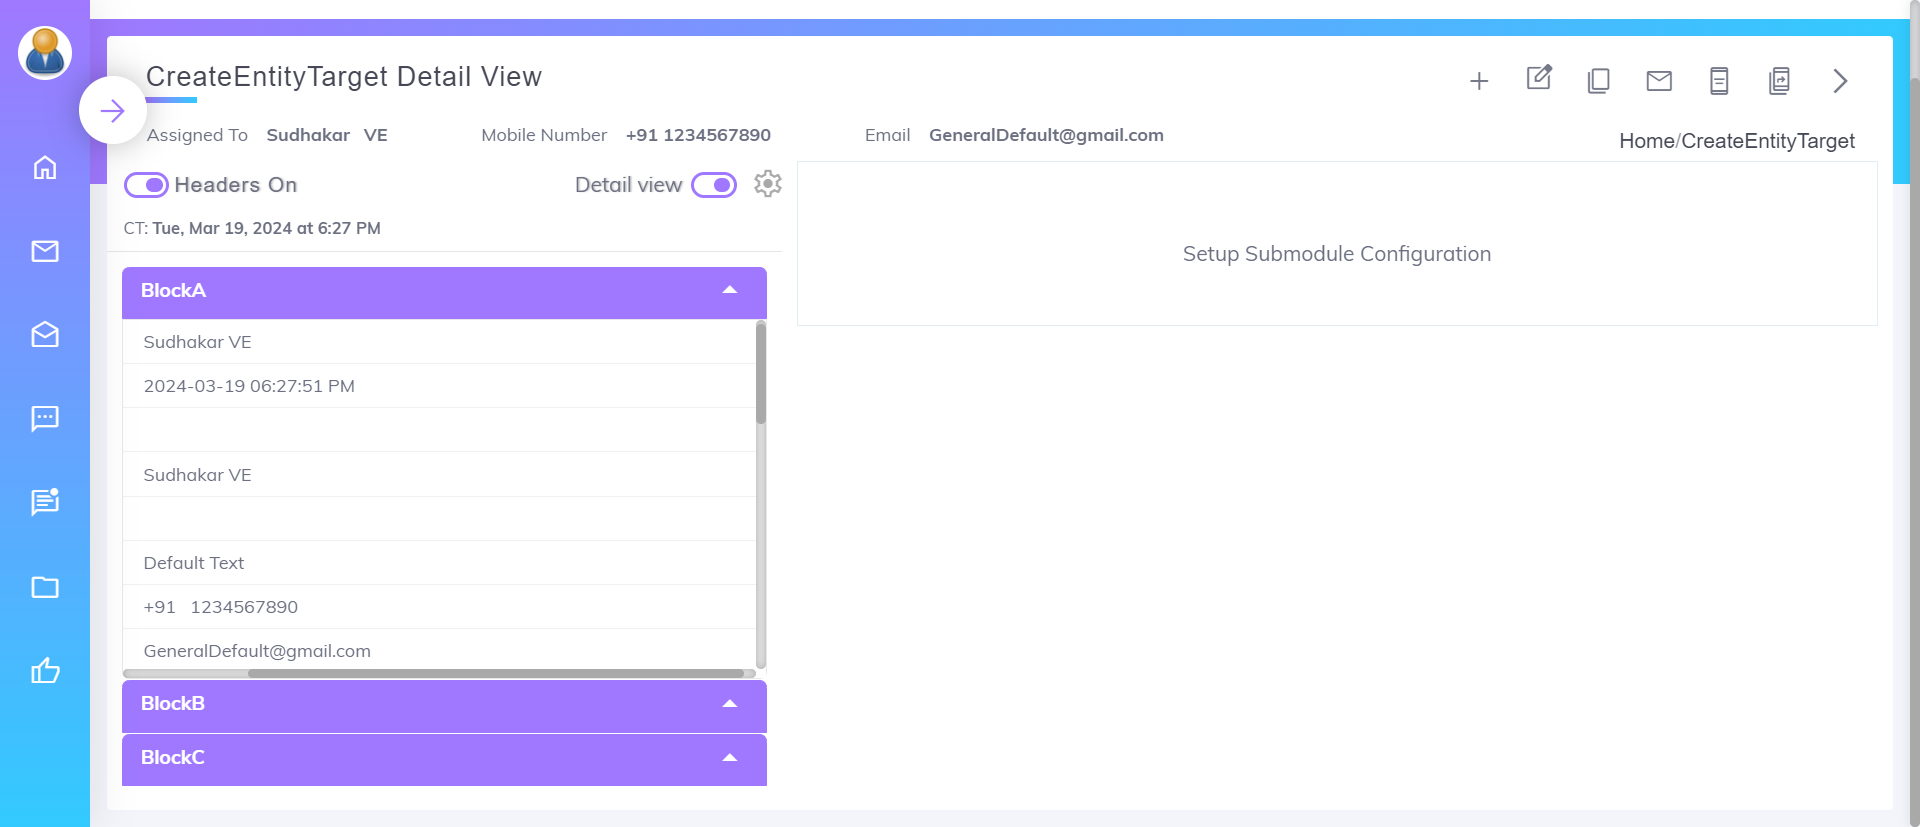 CreateEntityTarget Detail View
Assigned To Sudhakar VE Mobile Number +91 1234567890 Email GeneralDefault@gmail.com
Home/CreateEntityTarget
Headers On Detail view
CT: Tue, Mar 19, 2024 at 6:27 PM
Setup Submodule Configuration
BlockA
Sudhakar VE
2024-03-19 06:27:51 PM
Sudhakar VE
Default Text
+91 1234567890
GeneralDefault@gmail.com
BlockB
BlockC